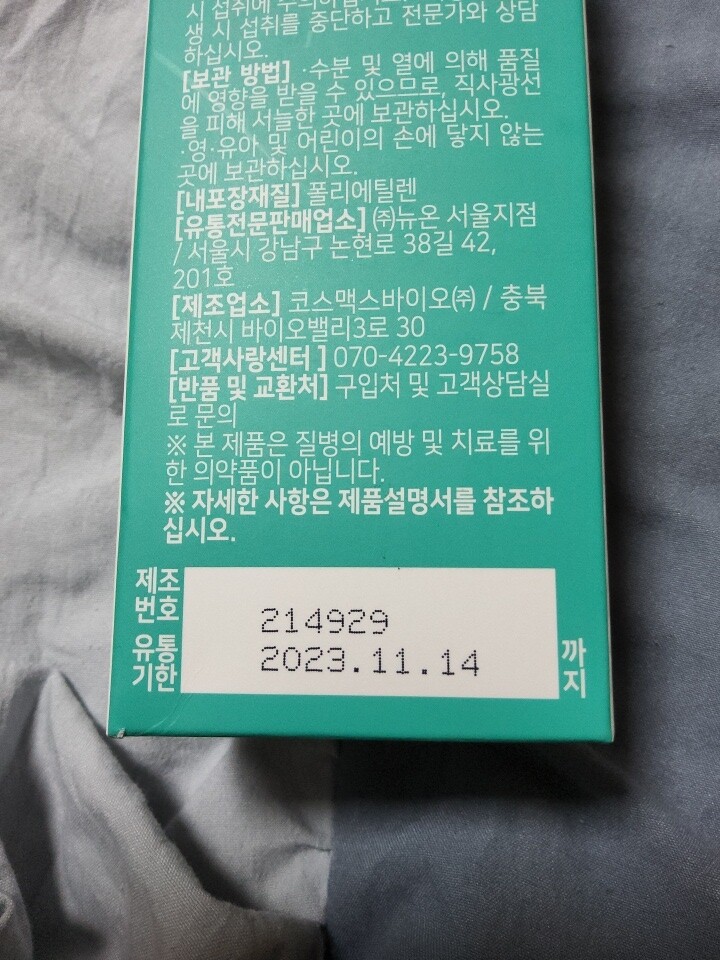 시 섭취에
생 시 섭취를 중단하고 전문가와 상담
하십시오.
[보관 방법] ·수분 및 열에 의해 품질
에 영향을 받을 수 있으므로, 직사광선
을 피해 서늘한 곳에 보관하십시오.
·영·유아 및 어린이의 손에 닿지 않는
곳에 보관하십시오.
[내포장재질] 폴리에틸렌
[유통전문판매업소] ㈜뉴온 서울지점
/ 서울시 강남구 논현로 38길 42,
201호
[제조업소] 코스맥스바이오㈜ / 충북
제천시 바이오밸리3로 30
[고객사랑센터 ] 070-4223-9758
[반품 및 교환처] 구입처 및 고객상담실
로 문의
※ 본 제품은 질병의 예방 및 치료를 위
한 의약품이 아닙니다.
※ 자세한 사항은 제품설명서를 참조하
십시오.
제조
번호
214929
유통
기한
2023.11.14
까
지